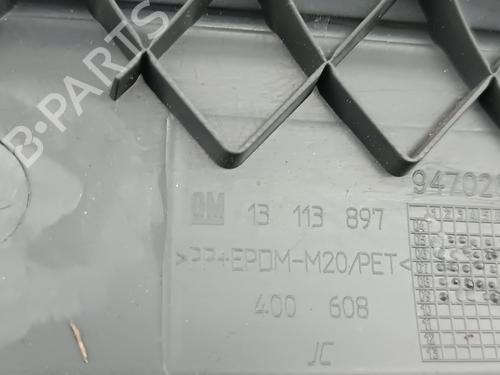 B-PARTS
947020
GM 13 113 897
>PP+EPDM-M20/PET<
400 608
JC